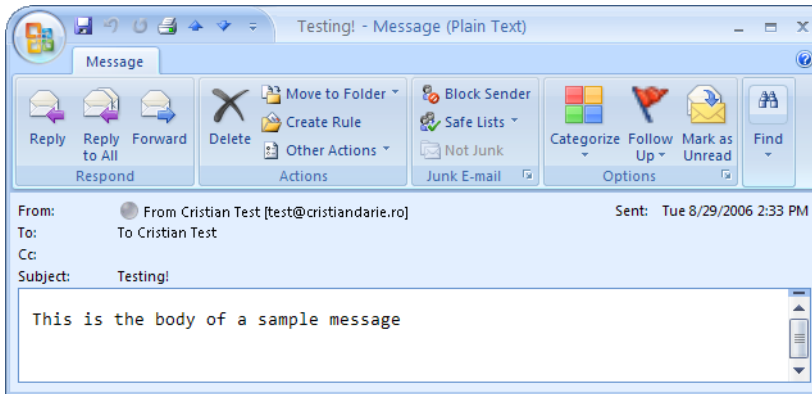 Testing! - Message (Plain Text)
Message
Reply
Reply to All
Forward
Respond
Delete
Move to Folder
Create Rule
Other Actions
Actions
Block Sender
Safe Lists
Not Junk
Junk E-mail
Categorize
Follow Up
Mark as Unread
Options
Find
From: From Cristian Test [test@cristiandarie.ro] Sent: Tue 8/29/2006 2:33 PM
To: To Cristian Test
Cc:
Subject: Testing!
This is the body of a sample message